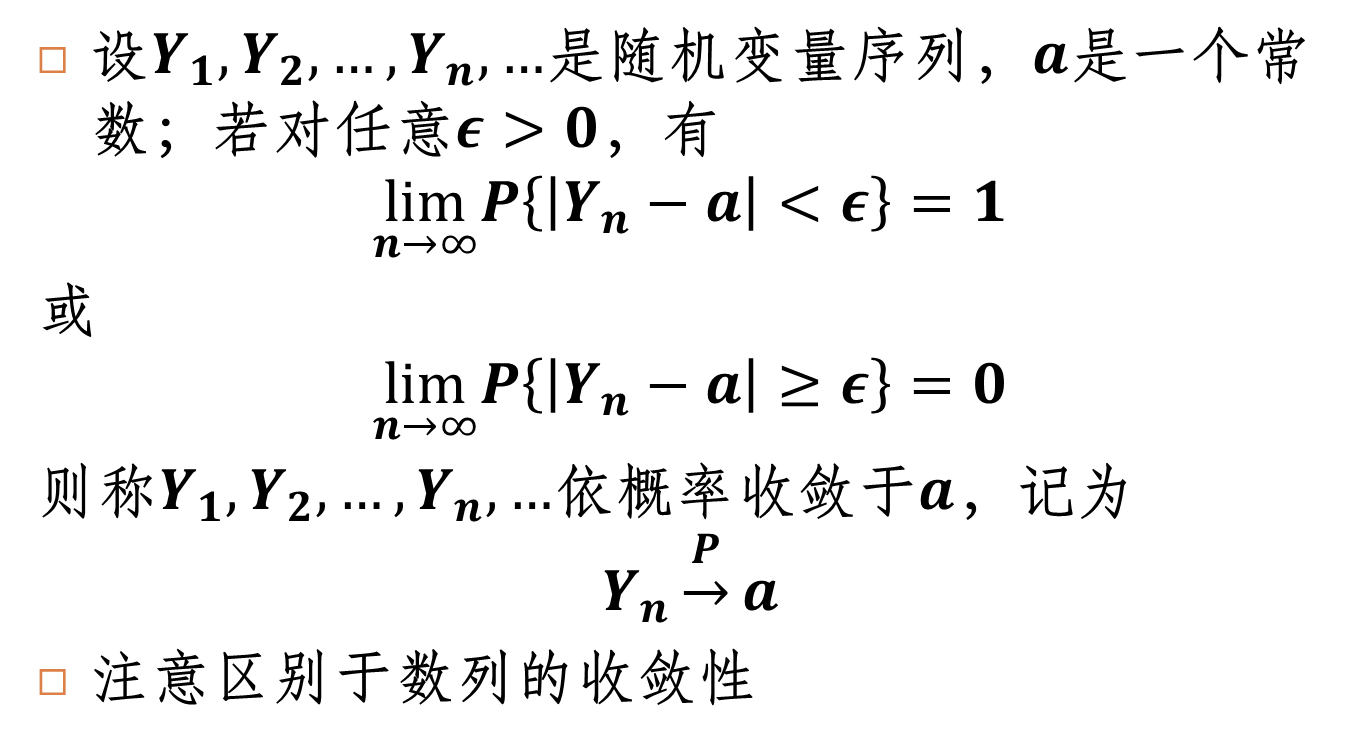 设Y₁, Y₂, … , Yₙ, …是随机变量序列，a是一个常
数；若对任意ϵ > 0，有
lim n→∞ P{|Yₙ − a| < ϵ} = 1
或
lim n→∞ P{|Yₙ − a| ≥ ϵ} = 0
则称Y₁, Y₂, … , Yₙ, …依概率收敛于a，记为
Yₙ →ᴾ a
注意区别于数列的收敛性